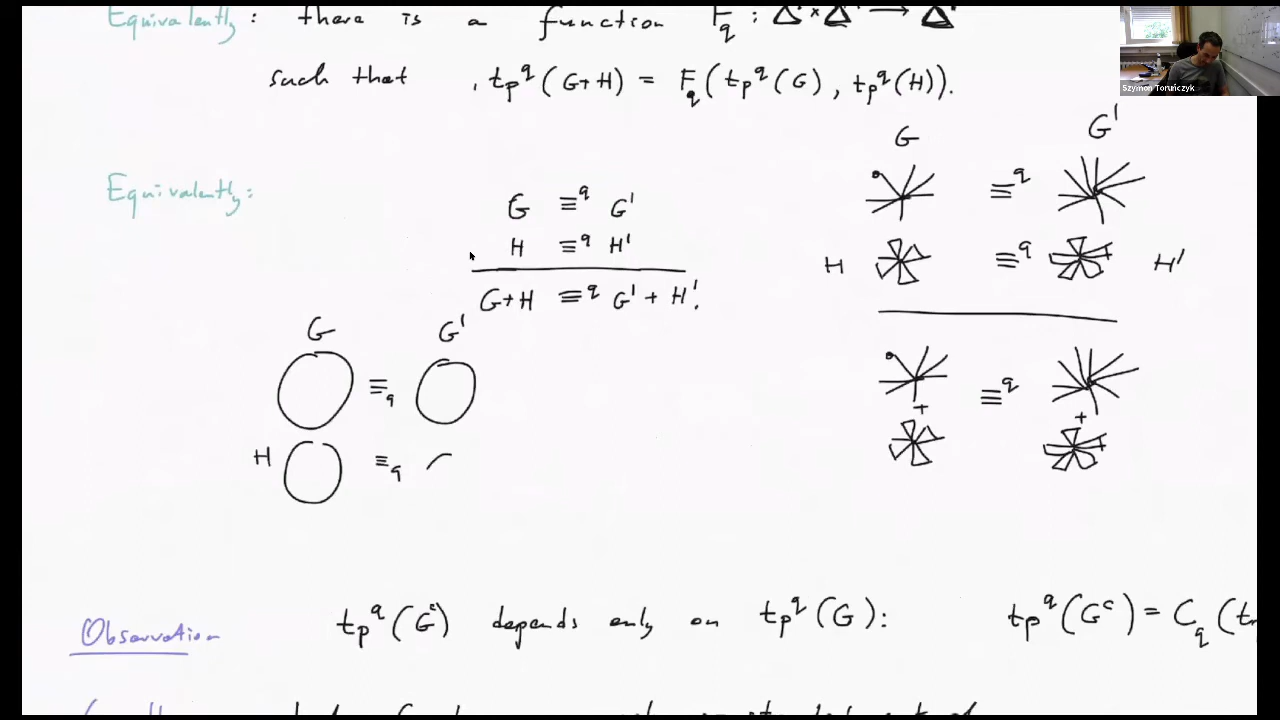 Equivalently: there is a function F_q : Δ × Δ → Δ
such that , tp^q (G+H) = F_q(tp^q(G), tp^q(H)).
Szymon Toruńczyk
G G'
≡^q
H ≡^q H'
≡^q
+ +
Equivalently:
G ≡^q G'
H ≡^q H'
G+H ≡^q G' + H'.
G G'
≡_q
H ≡_q
Observation tp^q(G^c) depends only on tp^q(G): tp^q(G^c) = C_q(t